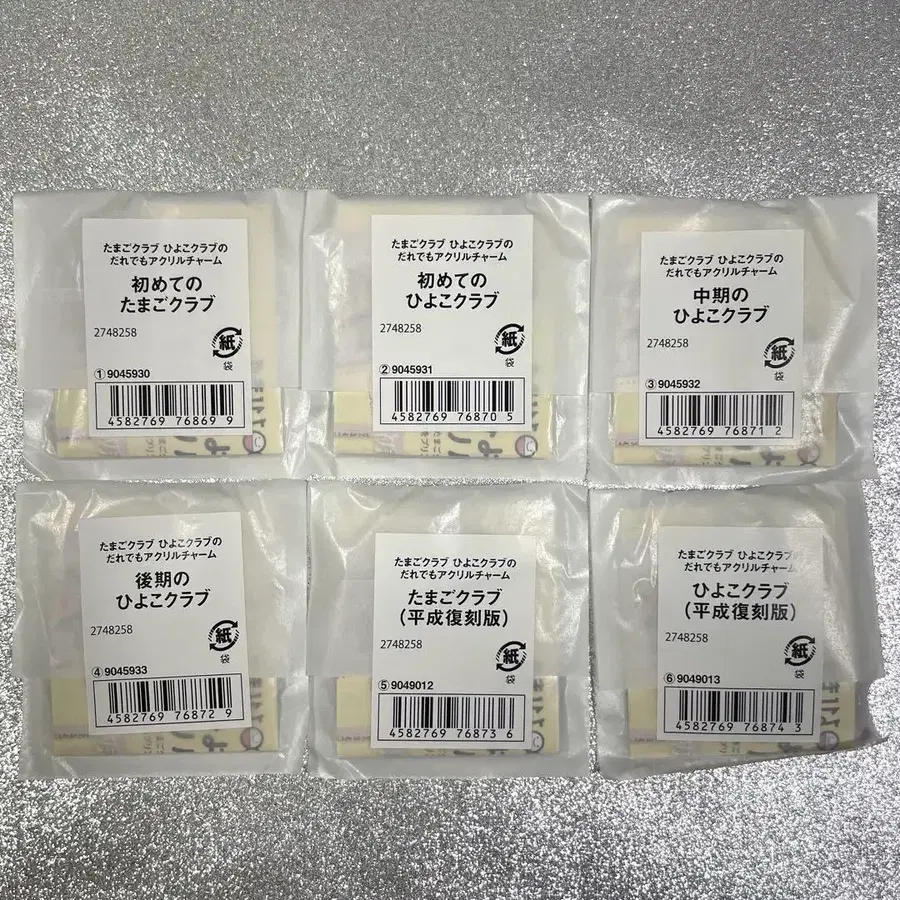 たまごクラブ ひよこクラブの
だれでもアクリルチャーム
初めての
たまごクラブ
2748258
紙
袋
①9045930
4582769 768699
たまごクラブ ひよこクラブの
だれでもアクリルチャーム
初めての
ひよこクラブ
2748258
紙
袋
②9045931
4582769 768705
たまごクラブ ひよこクラブの
だれでもアクリルチャーム
中期の
ひよこクラブ
2748258
紙
袋
③9045932
4582769 768712
たまごクラブ ひよこクラブの
だれでもアクリルチャーム
後期の
ひよこクラブ
2748258
紙
袋
④9045933
4582769 768729
たまごクラブ ひよこクラブの
だれでもアクリルチャーム
たまごクラブ
(平成復刻版)
2748258
紙
袋
⑤9049012
4582769 768736
たまごクラブ ひよこクラブの
だれでもアクリルチャーム
ひよこクラブ
(平成復刻版)
2748258
紙
袋
⑥9049013
4582769 768743